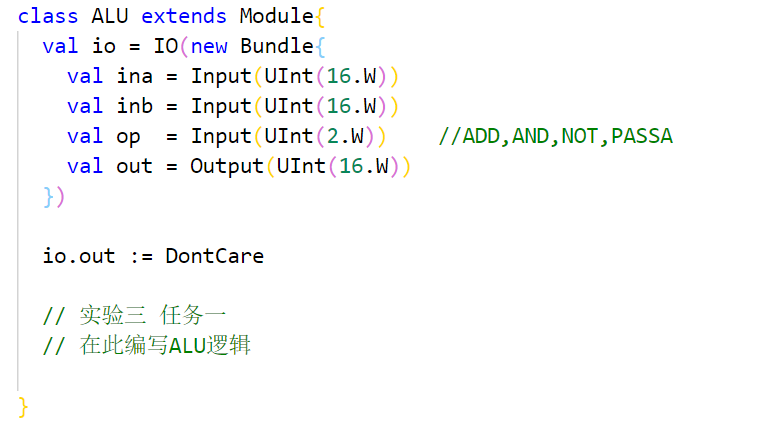 class ALU extends Module{
val io = IO(new Bundle{
val ina = Input(UInt(16.W))
val inb = Input(UInt(16.W))
val op  = Input(UInt(2.W))    //ADD,AND,NOT,PASSA
val out = Output(UInt(16.W))
})
io.out := DontCare
// 实验三 任务一
// 在此编写ALU逻辑
}